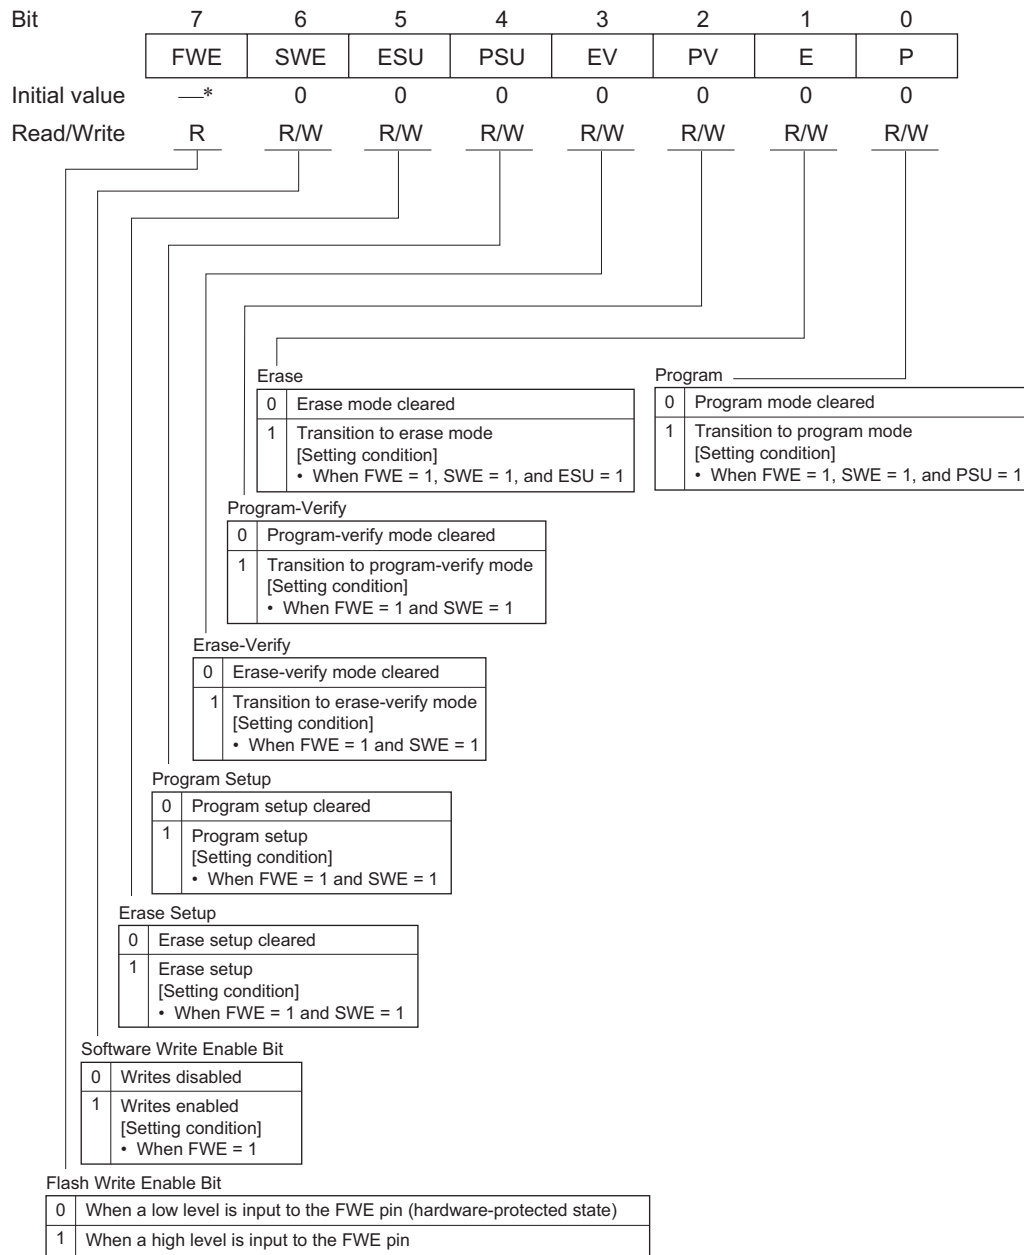 Bit 7 6 5 4 3 2 1 0
FWE SWE ESU PSU EV PV E P
Initial value —* 0 0 0 0 0 0 0
Read/Write R R/W R/W R/W R/W R/W R/W R/W
Erase
0 Erase mode cleared
1 Transition to erase mode
[Setting condition]
• When FWE = 1, SWE = 1, and ESU = 1
Program
0 Program mode cleared
1 Transition to program mode
[Setting condition]
• When FWE = 1, SWE = 1, and PSU = 1
Program-Verify
0 Program-verify mode cleared
1 Transition to program-verify mode
[Setting condition]
• When FWE = 1 and SWE = 1
Erase-Verify
0 Erase-verify mode cleared
1 Transition to erase-verify mode
[Setting condition]
• When FWE = 1 and SWE = 1
Program Setup
0 Program setup cleared
1 Program setup
[Setting condition]
• When FWE = 1 and SWE = 1
Erase Setup
0 Erase setup cleared
1 Erase setup
[Setting condition]
• When FWE = 1 and SWE = 1
Software Write Enable Bit
0 Writes disabled
1 Writes enabled
[Setting condition]
• When FWE = 1
Flash Write Enable Bit
0 When a low level is input to the FWE pin (hardware-protected state)
1 When a high level is input to the FWE pin